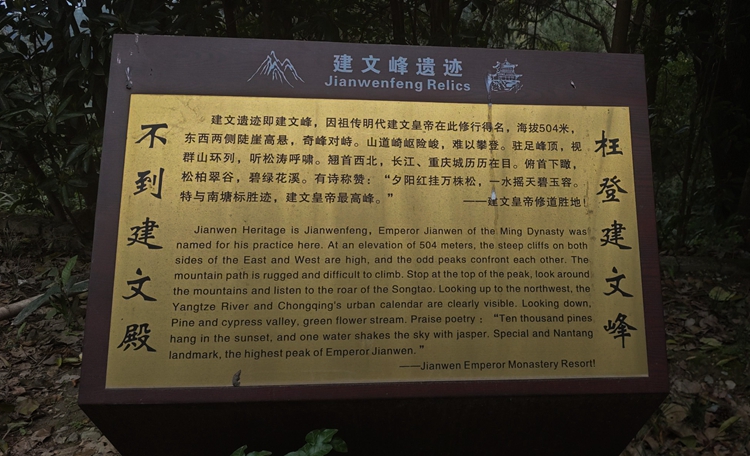 建文峰遗迹
Jianwenfeng Relics
不到建文殿
建文遗迹即建文峰，因祖传明代建文皇帝在此修行得名，海拔504米，
东西两侧陡崖高悬，奇峰对峙。山道崎岖险峻，难以攀登。驻足峰顶，视
群山环列，听松涛呼啸。翘首西北，长江、重庆城历历在目。俯首下瞰，
松柏翠谷，碧绿花溪。有诗称赞：“夕阳红挂万株松，一水摇天碧玉容。
特与南塘标胜迹，建文皇帝最高峰。”
——建文皇帝修道胜地！
Jianwen Heritage is Jianwenfeng, Emperor Jianwen of the Ming Dynasty was
named for his practice here. At an elevation of 504 meters, the steep cliffs on both
sides of the East and West are high, and the odd peaks confront each other. The
mountain path is rugged and difficult to climb. Stop at the top of the peak, look around
the mountains and listen to the roar of the Songtao. Looking up to the northwest, the
Yangtze River and Chongqing's urban calendar are clearly visible. Looking down,
Pine and cypress valley, green flower stream. Praise poetry： “Ten thousand pines
hang in the sunset, and one water shakes the sky with jasper. Special and Nantang
landmark, the highest peak of Emperor Jianwen.”
——Jianwen Emperor Monastery Resort!
枉登建文峰